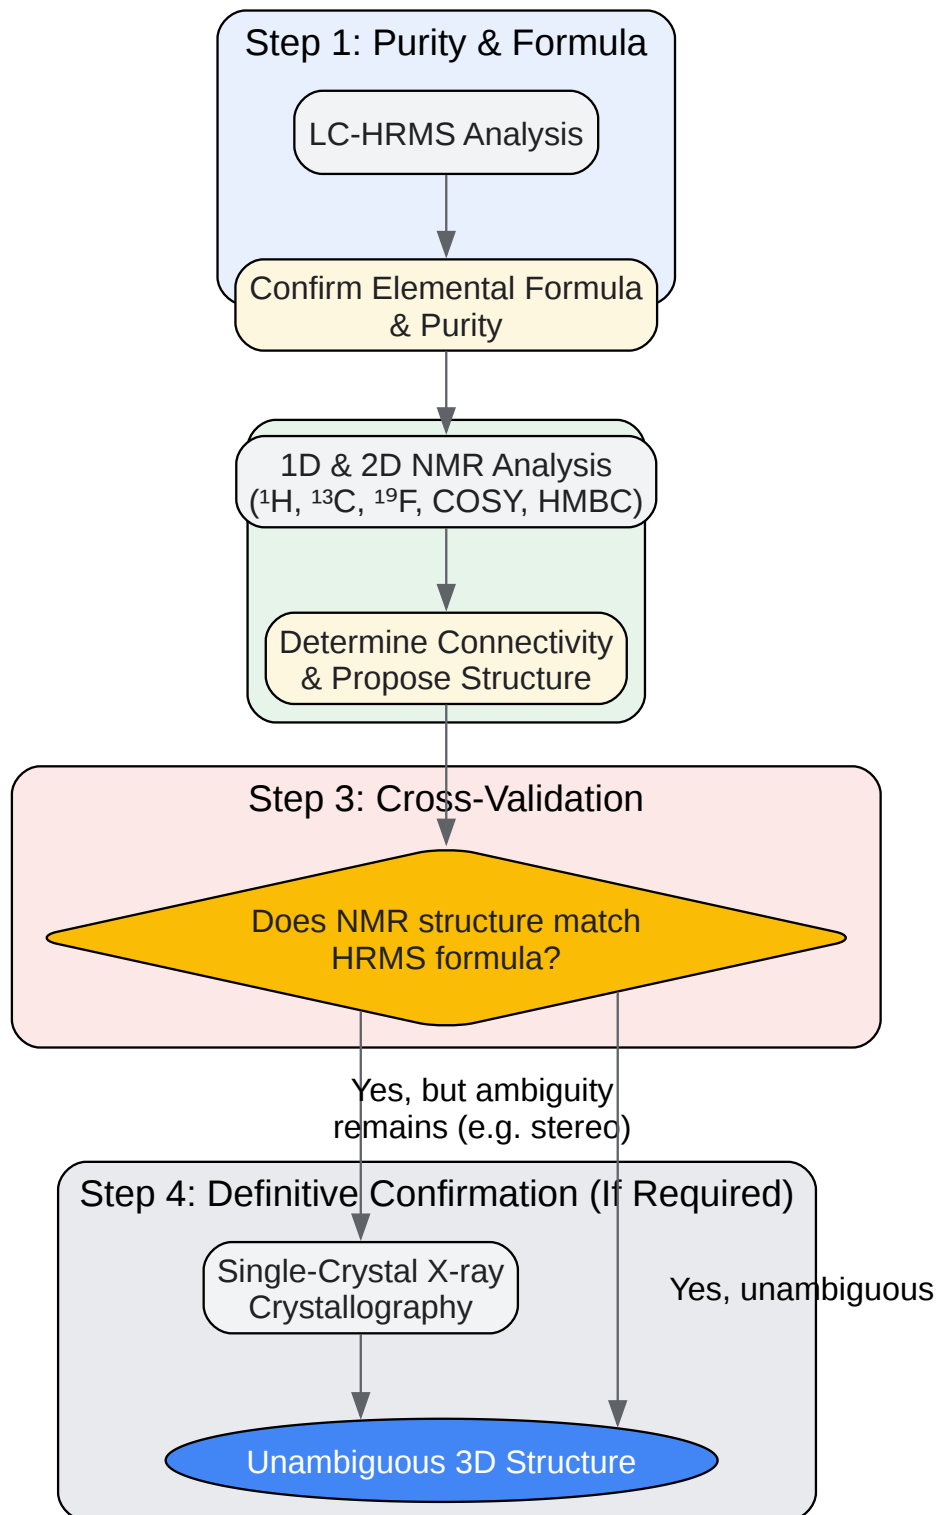 Step 1: Purity & Formula
LC-HRMS Analysis
Confirm Elemental Formula
& Purity
1D & 2D NMR Analysis
(¹H, ¹³C, ¹⁹F, COSY, HMBC)
Determine Connectivity
& Propose Structure
Step 3: Cross-Validation
Does NMR structure match
HRMS formula?
Yes, but ambiguity
remains (e.g. stereo)
Step 4: Definitive Confirmation (If Required)
Single-Crystal X-ray
Crystallography
Yes, unambiguous
Unambiguous 3D Structure